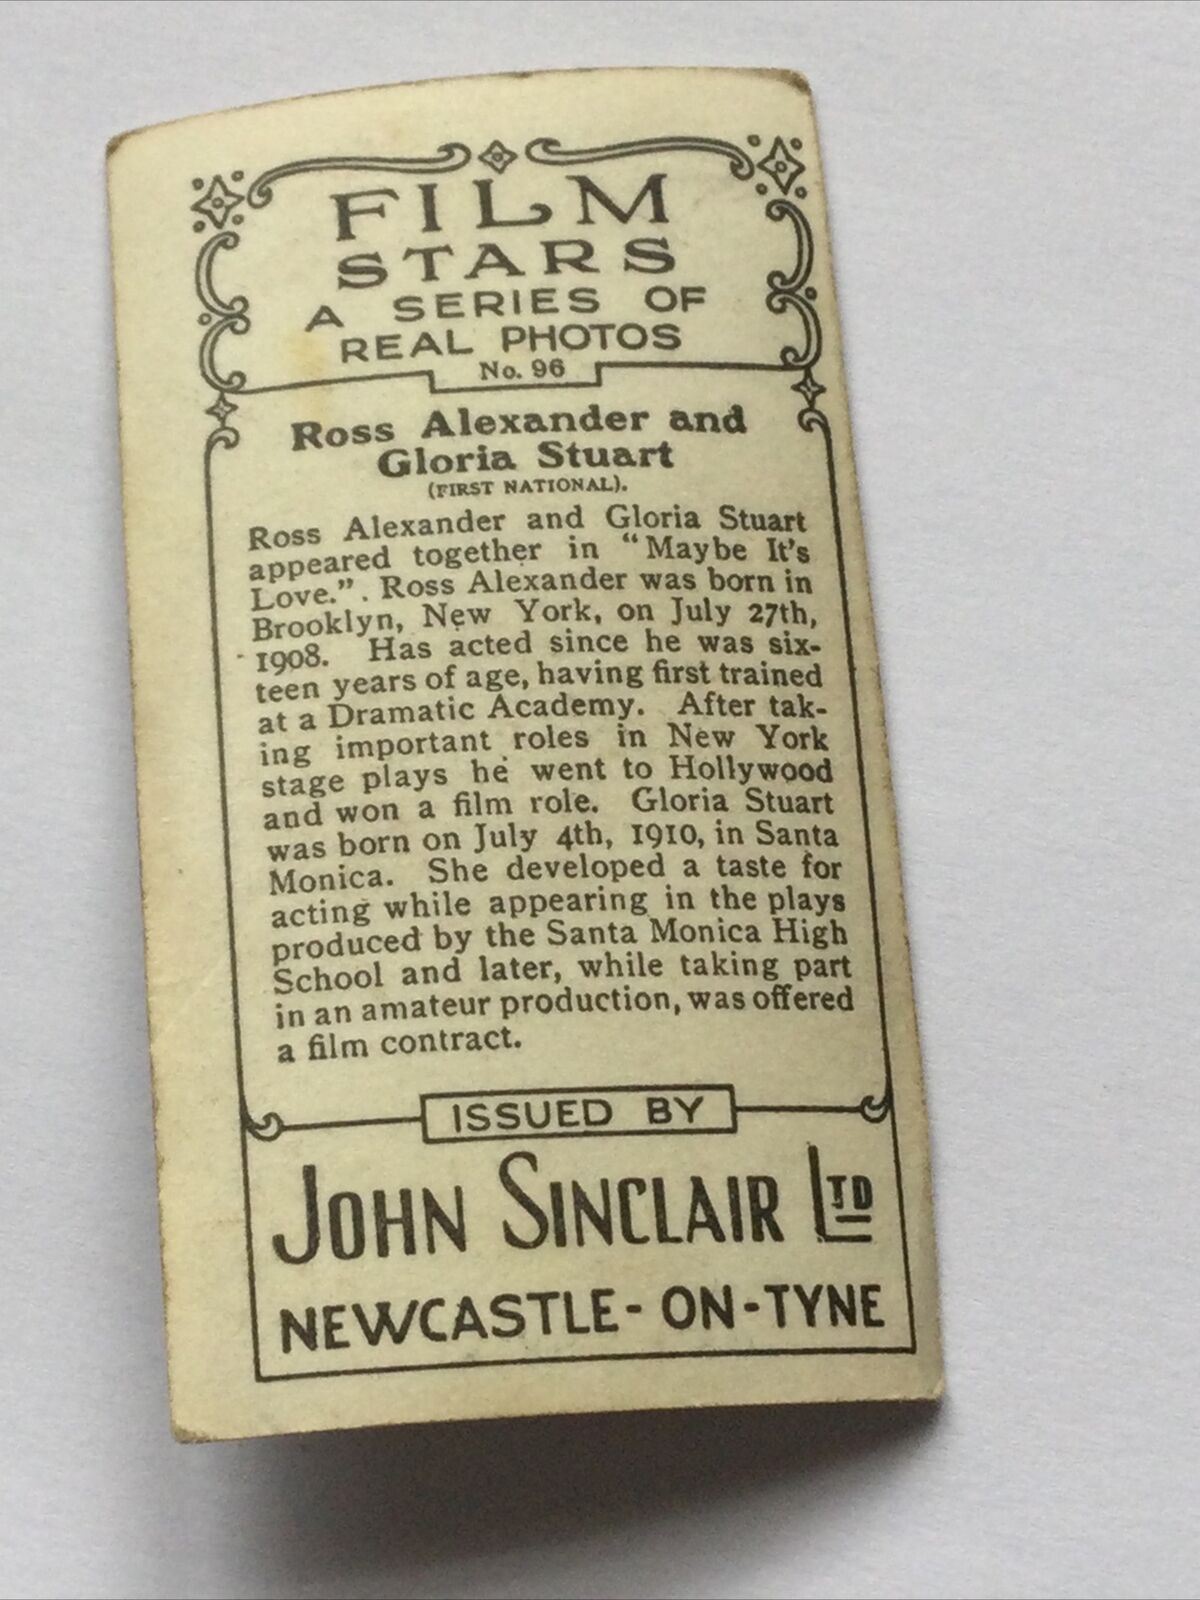 FILM
STARS
A SERIES OF
REAL PHOTOS
No. 96
Ross Alexander and
Gloria Stuart
(FIRST NATIONAL).
Ross Alexander and Gloria Stuart
appeared together in “Maybe It's
Love.”. Ross Alexander was born in
Brooklyn, New York, on July 27th,
1908. Has acted since he was six-
teen years of age, having first trained
at a Dramatic Academy. After tak-
ing important roles in New York
stage plays he went to Hollywood
and won a film role. Gloria Stuart
was born on July 4th, 1910, in Santa
Monica. She developed a taste for
acting while appearing in the plays
produced by the Santa Monica High
School and later, while taking part
in an amateur production, was offered
a film contract.
ISSUED BY
JOHN SINCLAIR LTD
NEWCASTLE-ON-TYNE